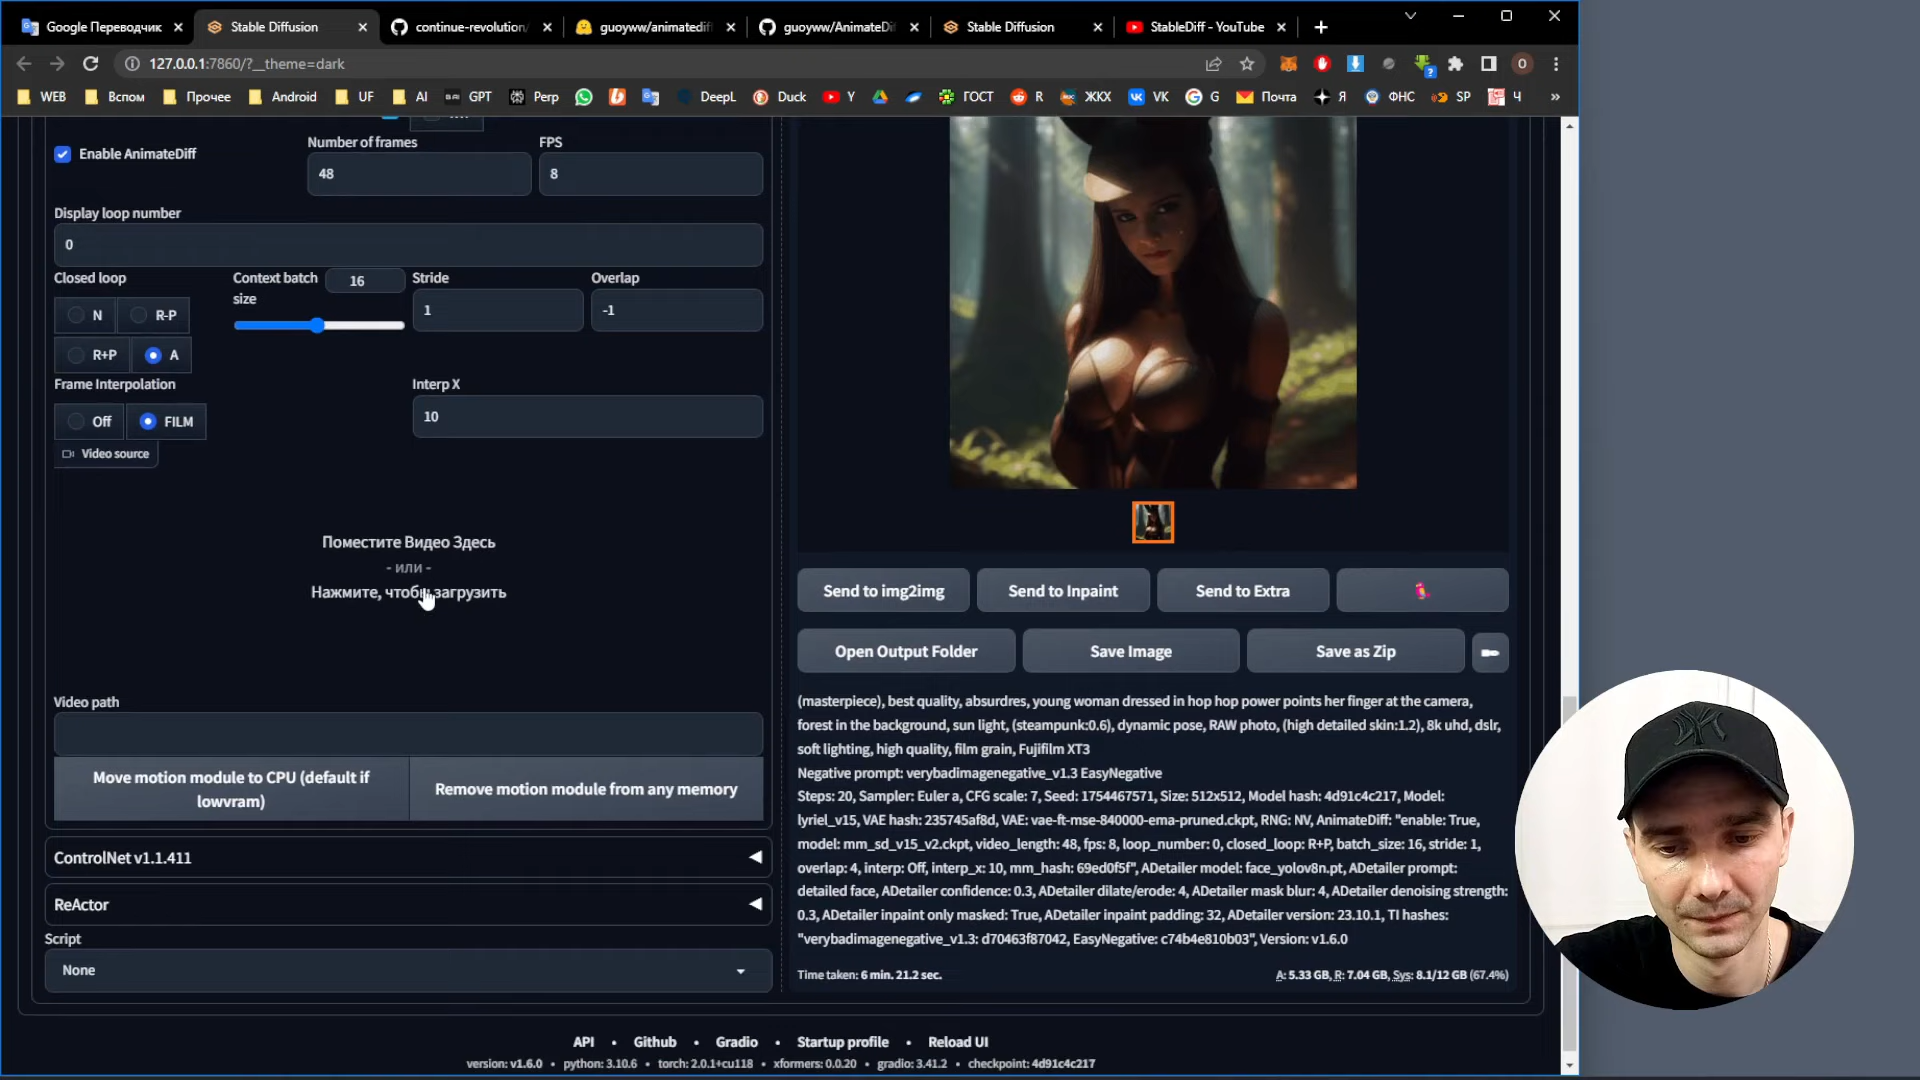 Google Переводчик
Stable Diffusion
continue-revolution/
guoyww/animatediff
guoyww/AnimateDif
Stable Diffusion
StableDiff - YouTube
127.0.0.1:7860/?__theme=dark
WEB
Вспом
Прочее
Android
UF
AI
GPT
Perp
DeepL
Duck
Y
ГОСТ
R
ЖКХ
VK
G
Почта
Я
ФНС
SP
Ч
Enable AnimateDiff
Number of frames
48
FPS
8
Display loop number
0
Closed loop
N
R-P
R+P
A
Context batch
size
16
Stride
1
Overlap
-1
Frame Interpolation
Off
FILM
Interp X
10
Video source
Поместите Видео Здесь
- или -
Нажмите, чтобы загрузить
Video path
Move motion module to CPU (default if
lowvram)
Remove motion module from any memory
ControlNet v1.1.411
ReActor
Script
None
Send to img2img
Send to Inpaint
Send to Extra
Open Output Folder
Save Image
Save as Zip
(masterpiece), best quality, absurdres, young woman dressed in hop hop power points her finger at the camera,
forest in the background, sun light, (steampunk:0.6), dynamic pose, RAW photo, (high detailed skin:1.2), 8k uhd, dslr,
soft lighting, high quality, film grain, Fujifilm XT3
Negative prompt: verybadimagenegative_v1.3 EasyNegative
Steps: 20, Sampler: Euler a, CFG scale: 7, Seed: 1754467571, Size: 512x512, Model hash: 4d91c4c217, Model:
lyriel_v15, VAE hash: 235745af8d, VAE: vae-ft-mse-840000-ema-pruned.ckpt, RNG: NV, AnimateDiff: "enable: True,
model: mm_sd_v15_v2.ckpt, video_length: 48, fps: 8, loop_number: 0, closed_loop: R+P, batch_size: 16, stride: 1,
overlap: 4, interp: Off, interp_x: 10, mm_hash: 69ed0f5f", ADetailer model: face_yolov8n.pt, ADetailer prompt:
detailed face, ADetailer confidence: 0.3, ADetailer dilate/erode: 4, ADetailer mask blur: 4, ADetailer denoising strength:
0.3, ADetailer inpaint only masked: True, ADetailer inpaint padding: 32, ADetailer version: 23.10.1, TI hashes:
"verybadimagenegative_v1.3: d70463f87042, EasyNegative: c74b4e810b03", Version: v1.6.0
Time taken: 6 min. 21.2 sec.
A: 5.33 GB, R: 7.04 GB, Sys: 8.1/12 GB (67.4%)
API • Github • Gradio • Startup profile • Reload UI
version: v1.6.0 • python: 3.10.6 • torch: 2.0.1+cu118 • xformers: 0.0.20 • gradio: 3.41.2 • checkpoint: 4d91c4c217